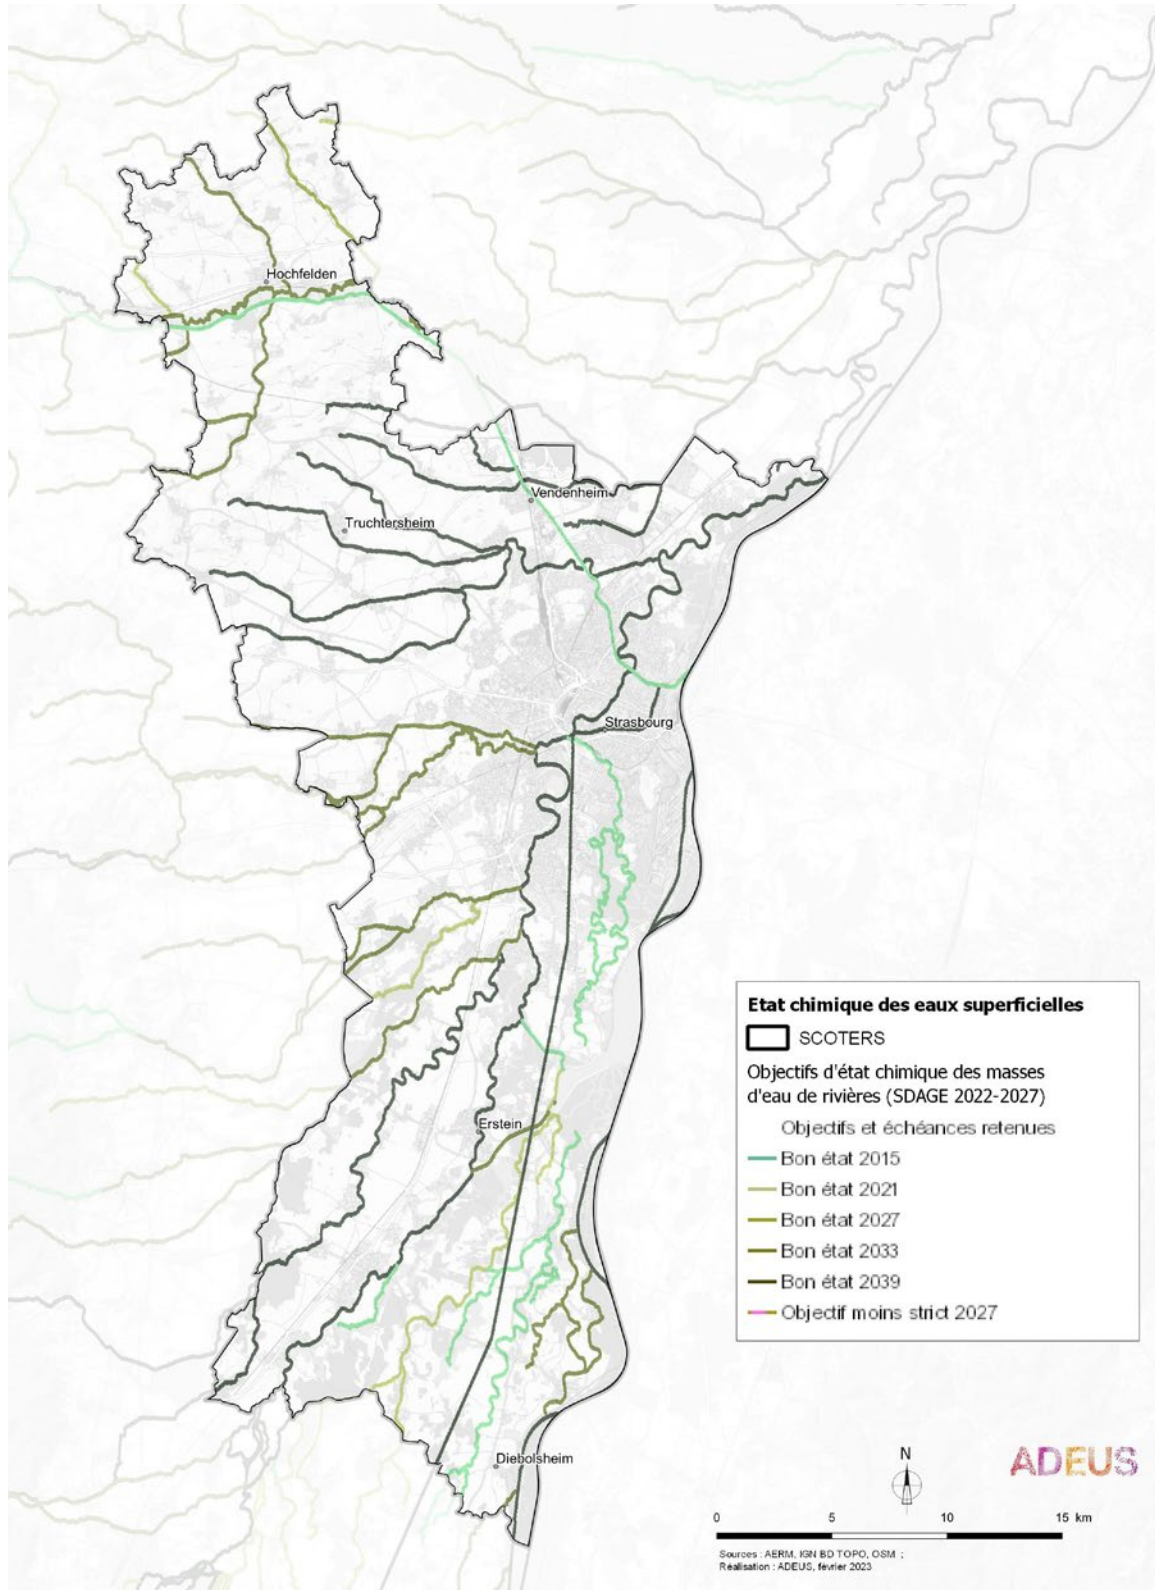 Hochfelden
Vendenheim
Truchtersheim
Strasbourg
Erstein
Diebolsheim
Etat chimique des eaux superficielles
SCOTERS
Objectifs d'état chimique des masses
d'eau de rivières (SDAGE 2022-2027)
Objectifs et échéances retenues
Bon état 2015
Bon état 2021
Bon état 2027
Bon état 2033
Bon état 2039
Objectif moins strict 2027
N
ADEUS
0 5 10 15 km
Sources : AERM, IGN BD TOPO, OSM ;
Réalisation : ADEUS, février 2023